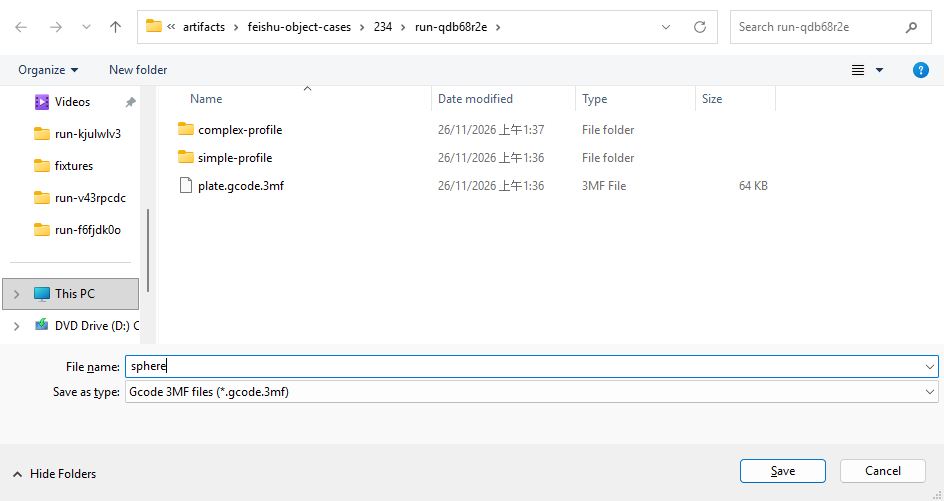 « artifacts › feishu-object-cases › 234 › run-qdb68r2e ›
Search run-qdb68r2e
Organize
New folder
Name
Date modified
Type
Size
Videos
run-kjulwlv3
fixtures
run-v43rpcdc
run-f6fjdk0o
This PC
DVD Drive (D:) C
complex-profile 26/11/2026 上午1:37 File folder
simple-profile 26/11/2026 上午1:36 File folder
plate.gcode.3mf 26/11/2026 上午1:36 3MF File 64 KB
File name: sphere
Save as type: Gcode 3MF files (*.gcode.3mf)
Hide Folders
Save
Cancel